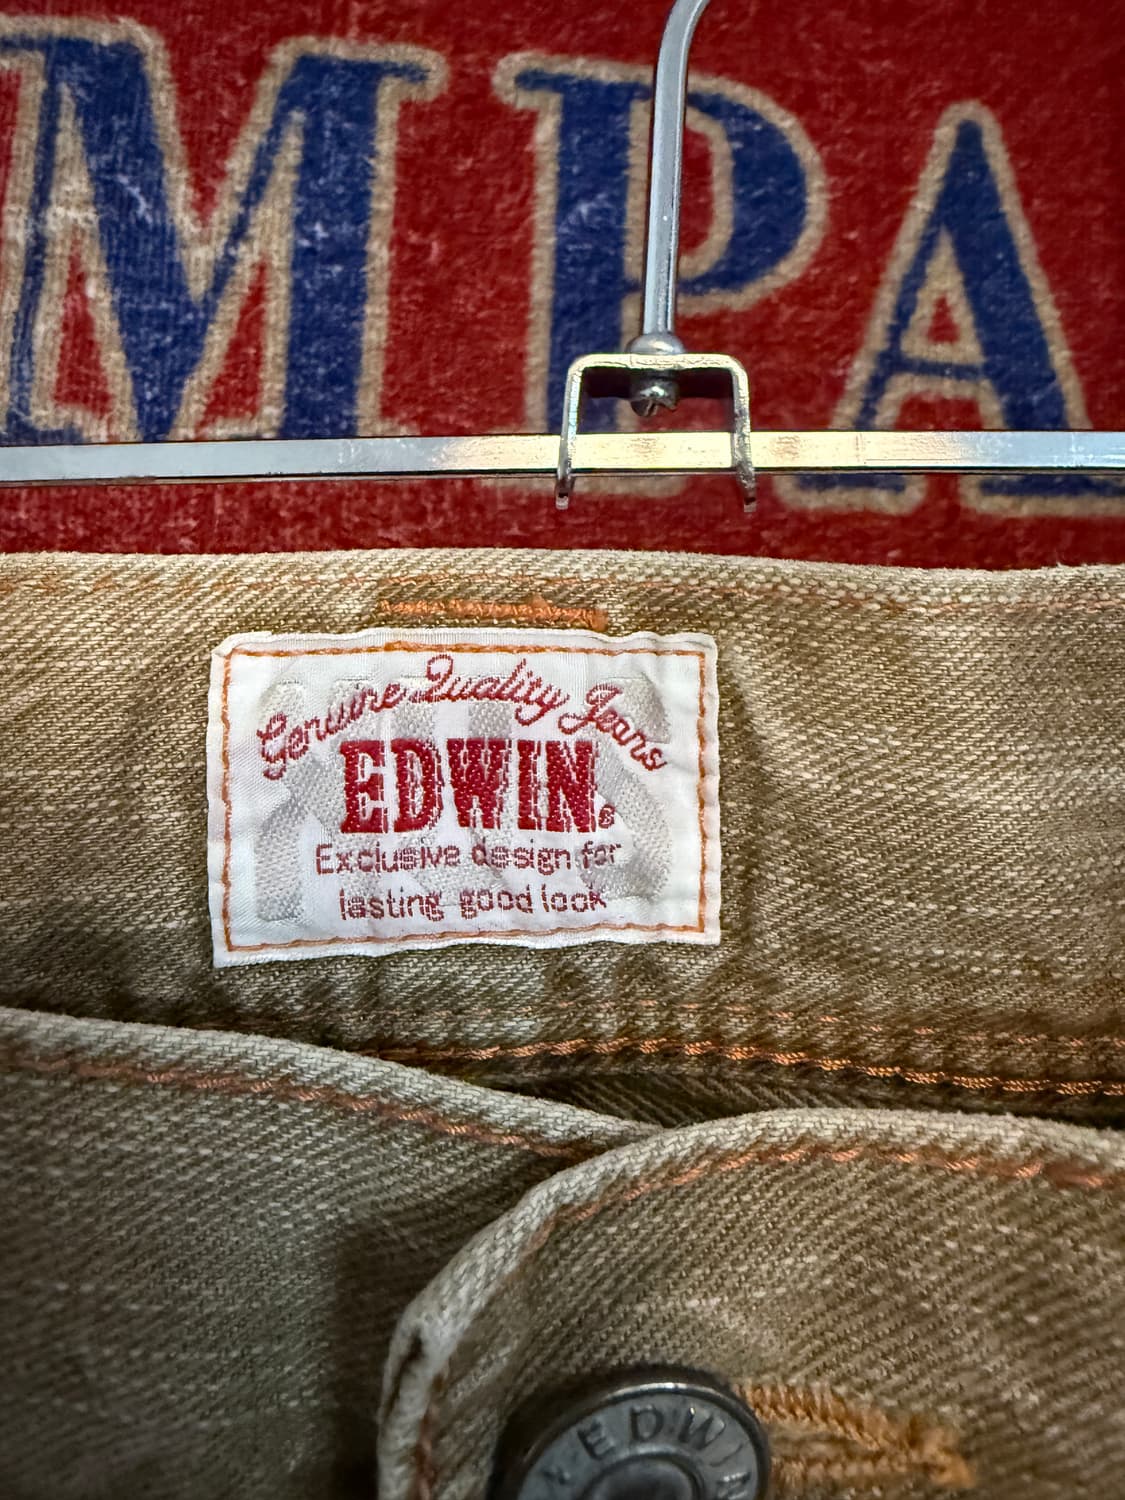 MPA
Genuine Quality Jeans
EDWIN®
Exclusive design for
lasting good look
EDWIN